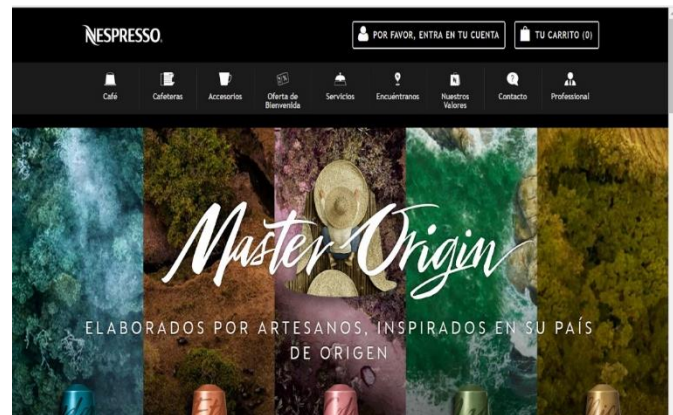 NESPRESSO.
POR FAVOR, ENTRA EN TU CUENTA
TU CARRITO (0)
Café
Cafeteras
Accesorios
Oferta de
Bienvenida
Servicios
Encuéntranos
Nuestros
Valores
Contacto
Professional
Master Origin
ELABORADOS POR ARTESANOS, INSPIRADOS EN SU PAÍS
DE ORIGEN